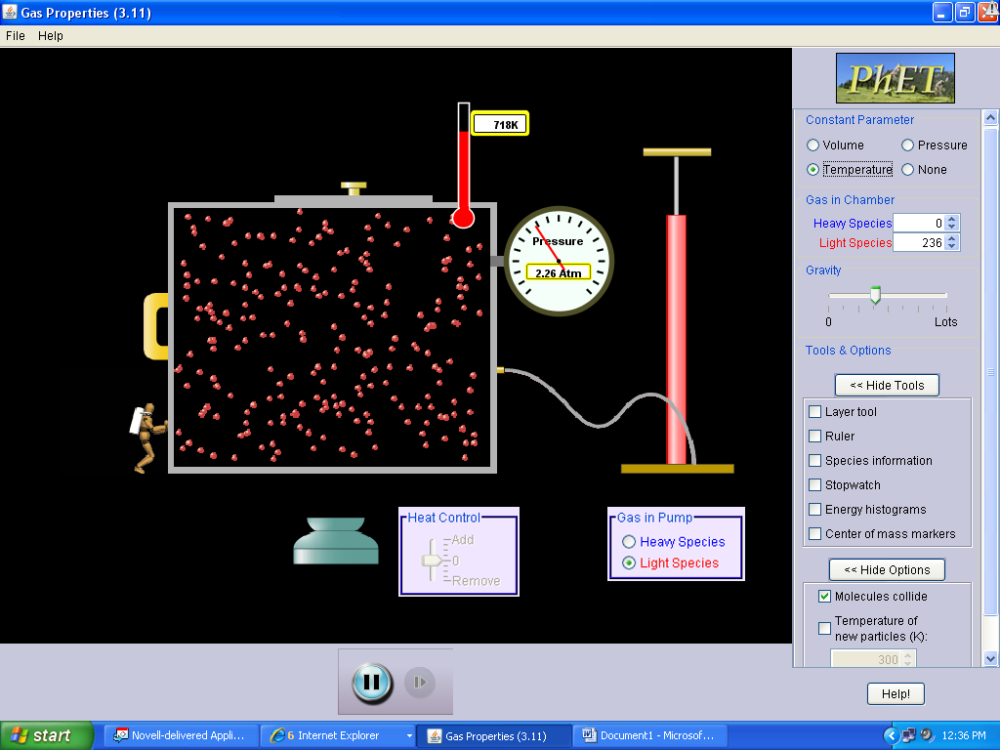 Gas Properties (3.11)
File Help
PhET
718K
Pressure
2.26 Atm
Constant Parameter
Volume Pressure
Temperature None
Gas in Chamber
Heavy Species 0
Light Species 236
Gravity
0 Lots
Tools & Options
<< Hide Tools
Layer tool
Ruler
Species information
Stopwatch
Energy histograms
Center of mass markers
<< Hide Options
Molecules collide
Temperature of
new particles (K):
300
Help!
Heat Control
Add
0
Remove
Gas in Pump
Heavy Species
Light Species
start Novell-delivered Appli... 6 Internet Explorer Gas Properties (3.11) Document1 - Microsof... 12:36 PM